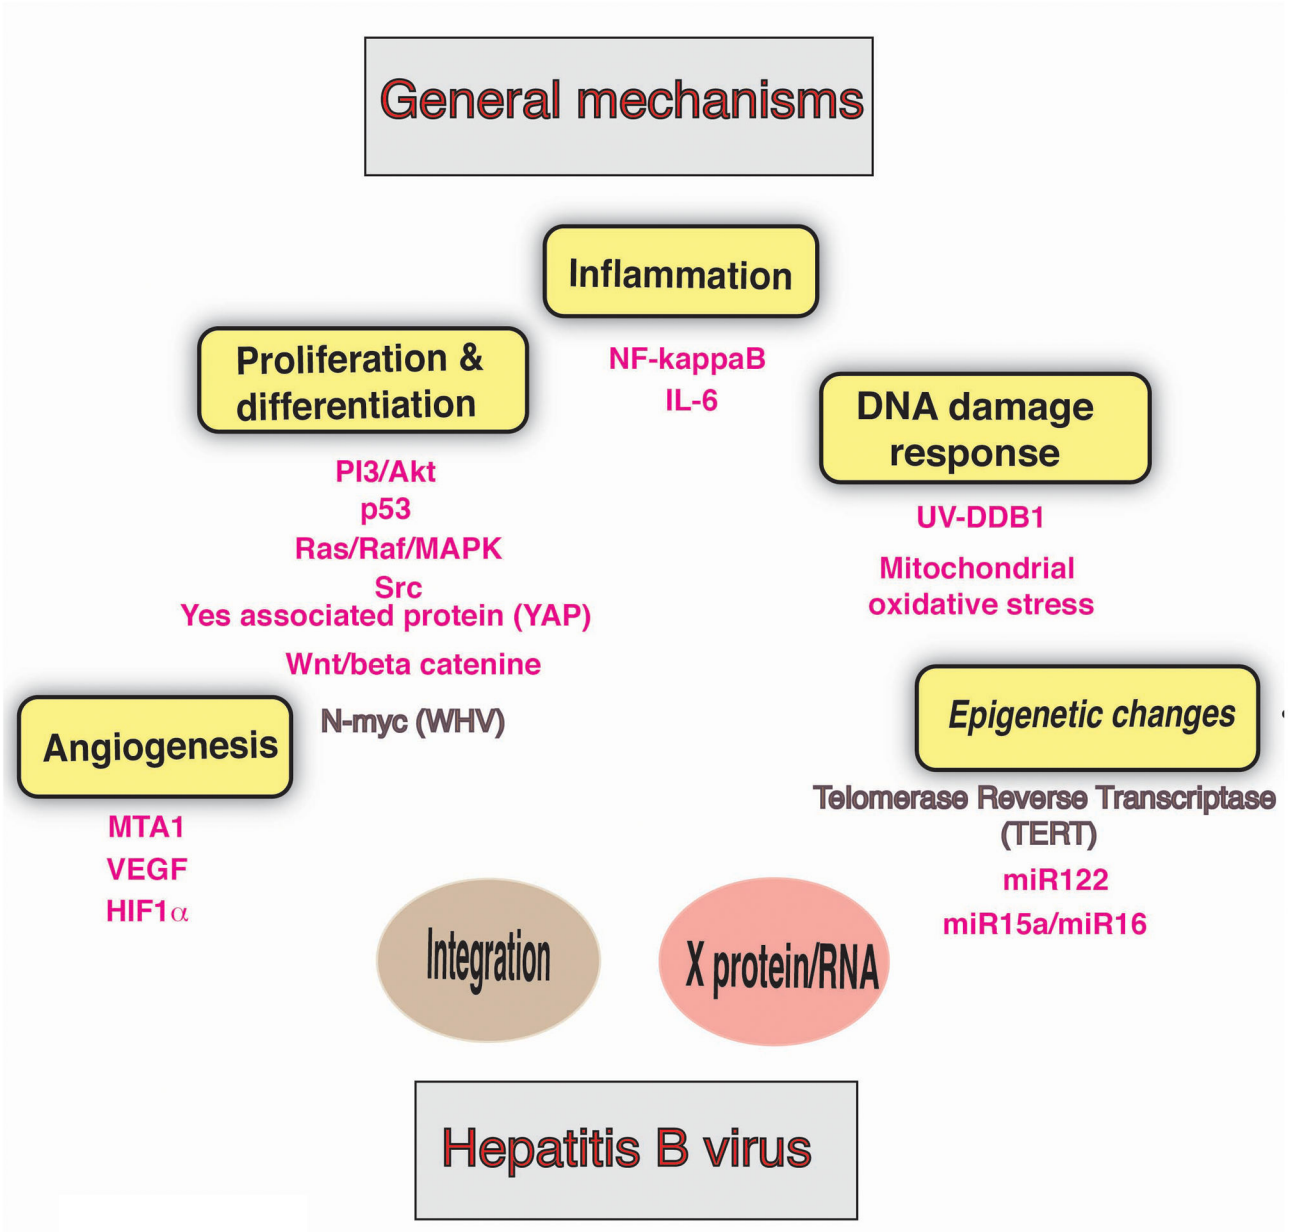 General mechanisms
Inflammation
NF-kappaB
IL-6
Proliferation &
differentiation
PI3/Akt
p53
Ras/Raf/MAPK
Src
Yes associated protein (YAP)
Wnt/beta catenine
N-myc (WHV)
DNA damage
response
UV-DDB1
Mitochondrial
oxidative stress
Angiogenesis
MTA1
VEGF
HIF1α
Epigenetic changes
Telomerase Reverse Transcriptase
(TERT)
miR122
miR15a/miR16
Integration
X protein/RNA
Hepatitis B virus